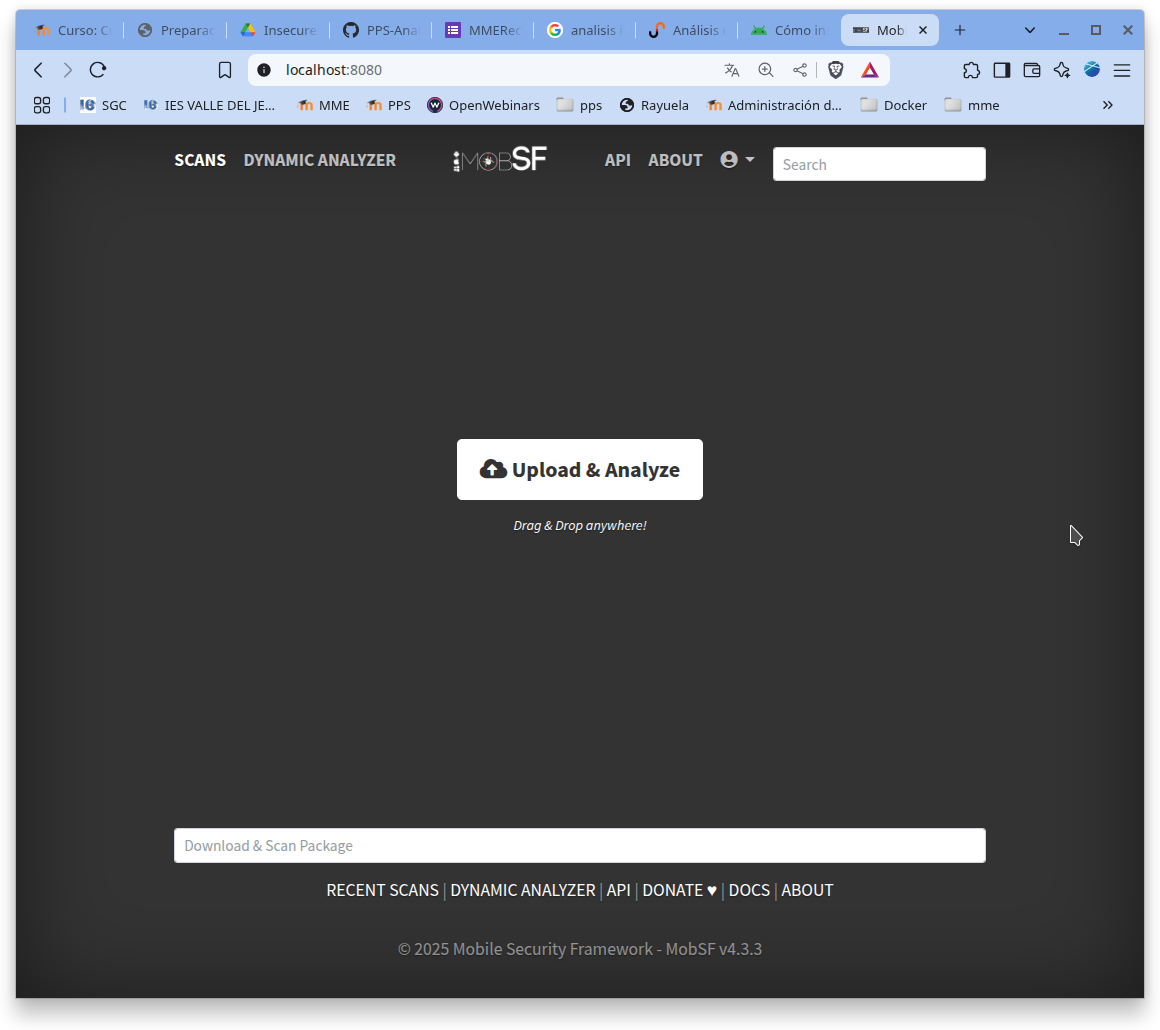 Curso: C Preparac Insecure PPS-Ana MMERec analisis Análisis Cómo in Mob
localhost:8080
SGC IES VALLE DEL JE... MME PPS OpenWebinars pps Rayuela Administración d... Docker mme
SCANS DYNAMIC ANALYZER MOBSF API ABOUT Search
Upload & Analyze
Drag & Drop anywhere!
Download & Scan Package
RECENT SCANS | DYNAMIC ANALYZER | API | DONATE ♥ | DOCS | ABOUT
© 2025 Mobile Security Framework - MobSF v4.3.3